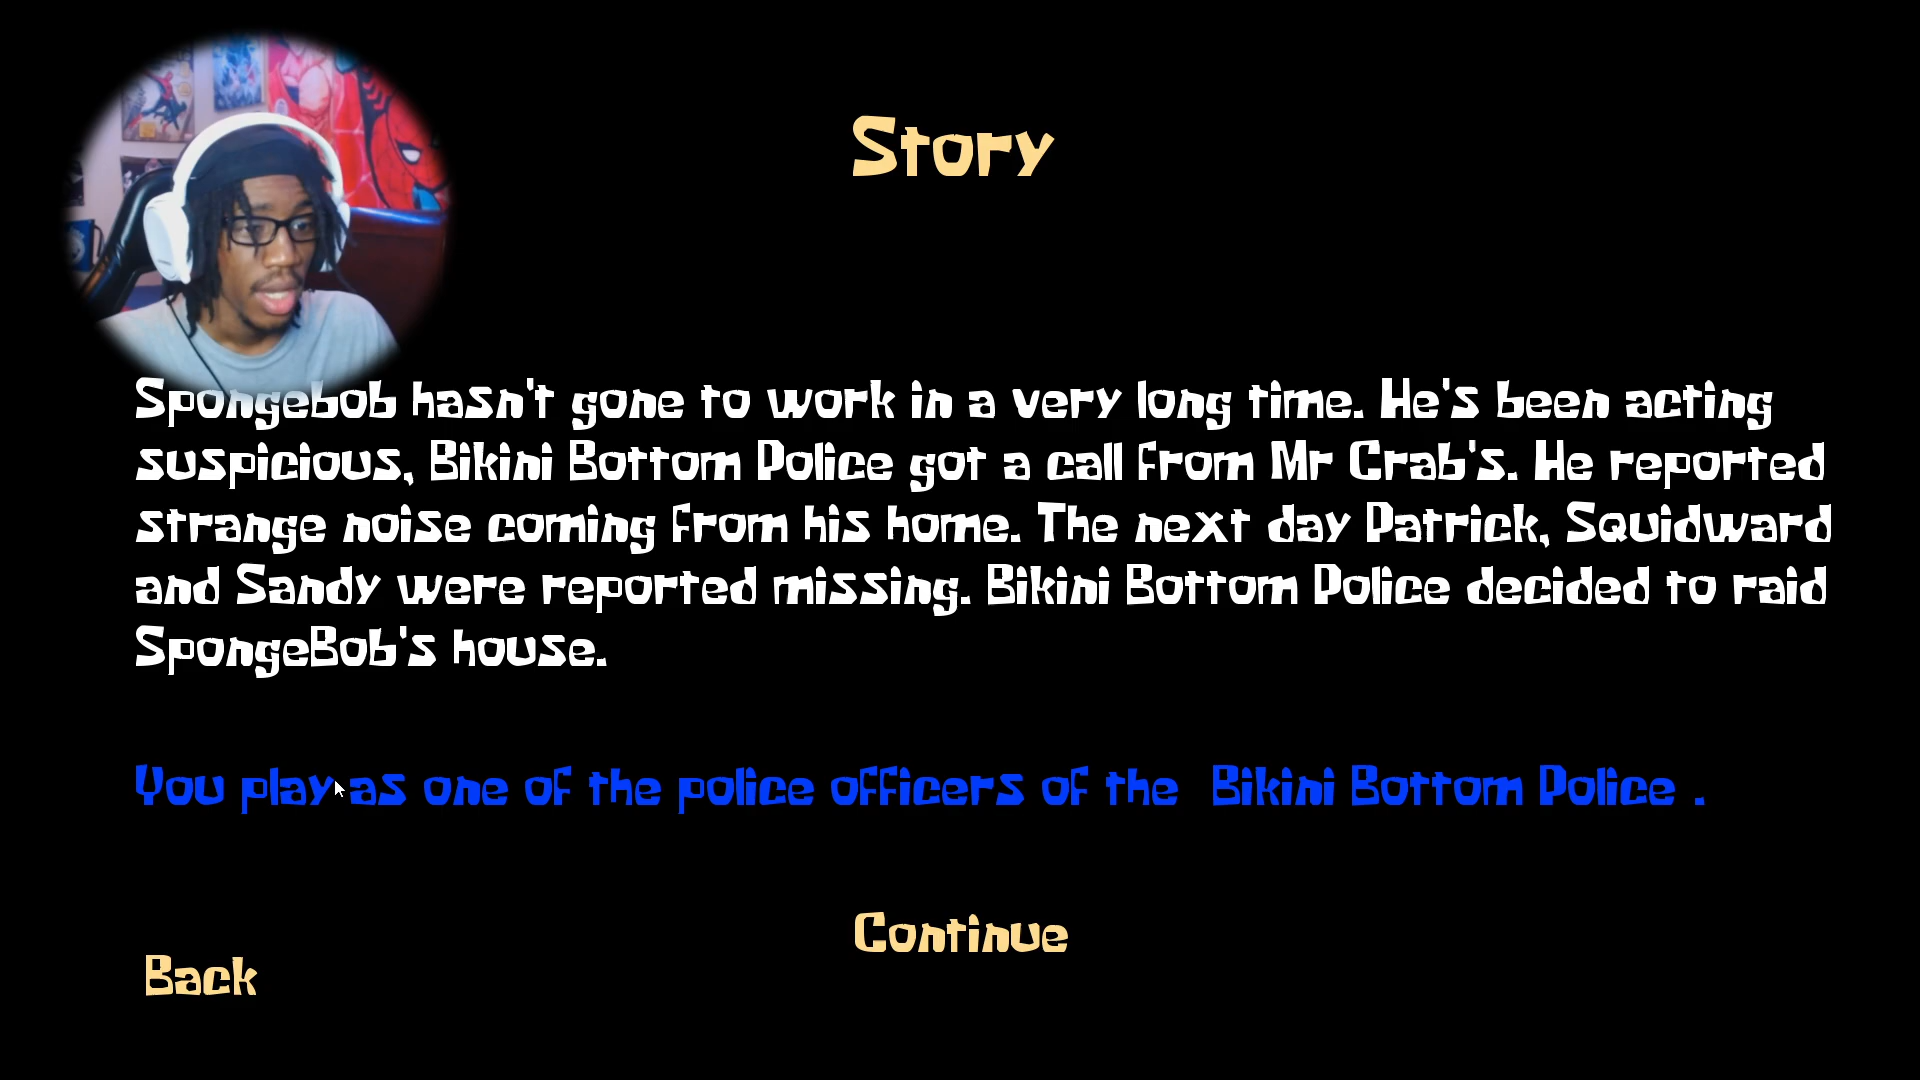 Story
Spongebob hasn't gone to work in a very long time. He's been acting
suspicious, Bikini Bottom Police got a call from Mr Crab's. He reported
strange noise coming from his home. The next day Patrick, Squidward
and Sandy were reported missing. Bikini Bottom Police decided to raid
SpongeBob's house.
You play as one of the police officers of the  Bikini Bottom Police .
Continue
Back